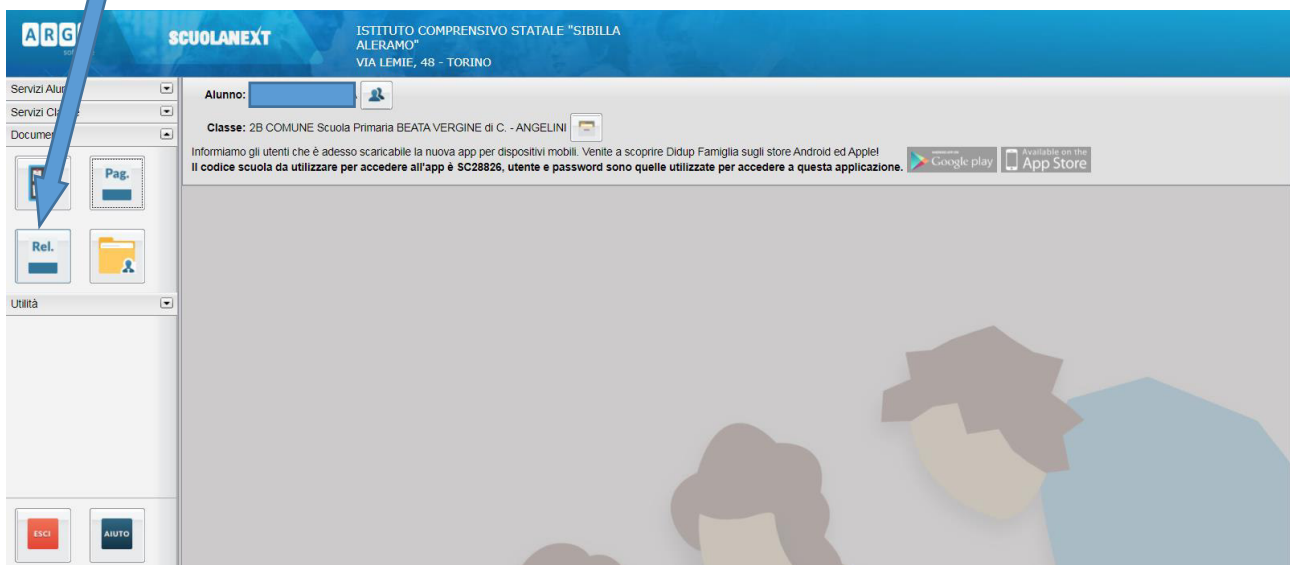 ARG
SCUOLANEXT
ISTITUTO COMPRENSIVO STATALE "SIBILLA
ALERAMO"
VIA LEMIE, 48 - TORINO
Servizi
Servizi
Alunno:
Classe: 2B COMUNE Scuola Primaria BEATA VERGINE di C. - ANGELINI
Informiamo gli utenti che è adesso scaricabile la nuova app per dispositivi mobili. Venite a scoprire Didup Famiglia sugli store Android ed Apple!
Il codice scuola da utilizzare per accedere all'app è SC28826, utente e password sono quelle utilizzate per accedere a questa applicazione.
Google play
Available on the
App Store
Pag.
Rel.
Utilità
ESCI
AIUTO